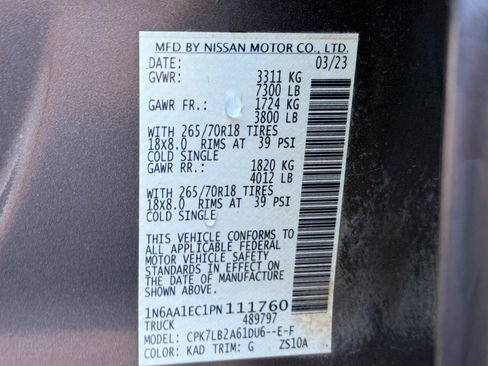 MFD BY NISSAN MOTOR CO., LTD.
DATE: 03/23
GVWR: 3311 KG
7300 LB
GAWR FR.: 1724 KG
3800 LB
WITH 265/70R18 TIRES
18X8.0 RIMS AT 39 PSI
COLD SINGLE
GAWR RR.: 1820 KG
4012 LB
WITH 265/70R18 TIRES
18X8.0 RIMS AT 39 PSI
COLD SINGLE
THIS VEHICLE CONFORMS TO
ALL APPLICABLE FEDERAL
MOTOR VEHICLE SAFETY
STANDARDS IN EFFECT ON THE
DATE OF MANUFACTURE
SHOWN ABOVE.
1N6AA1EC1PN111760
TRUCK 489797
MODEL: CPK7LB2A61DU6--E-F
COLOR: KAD TRIM: G ZS10A